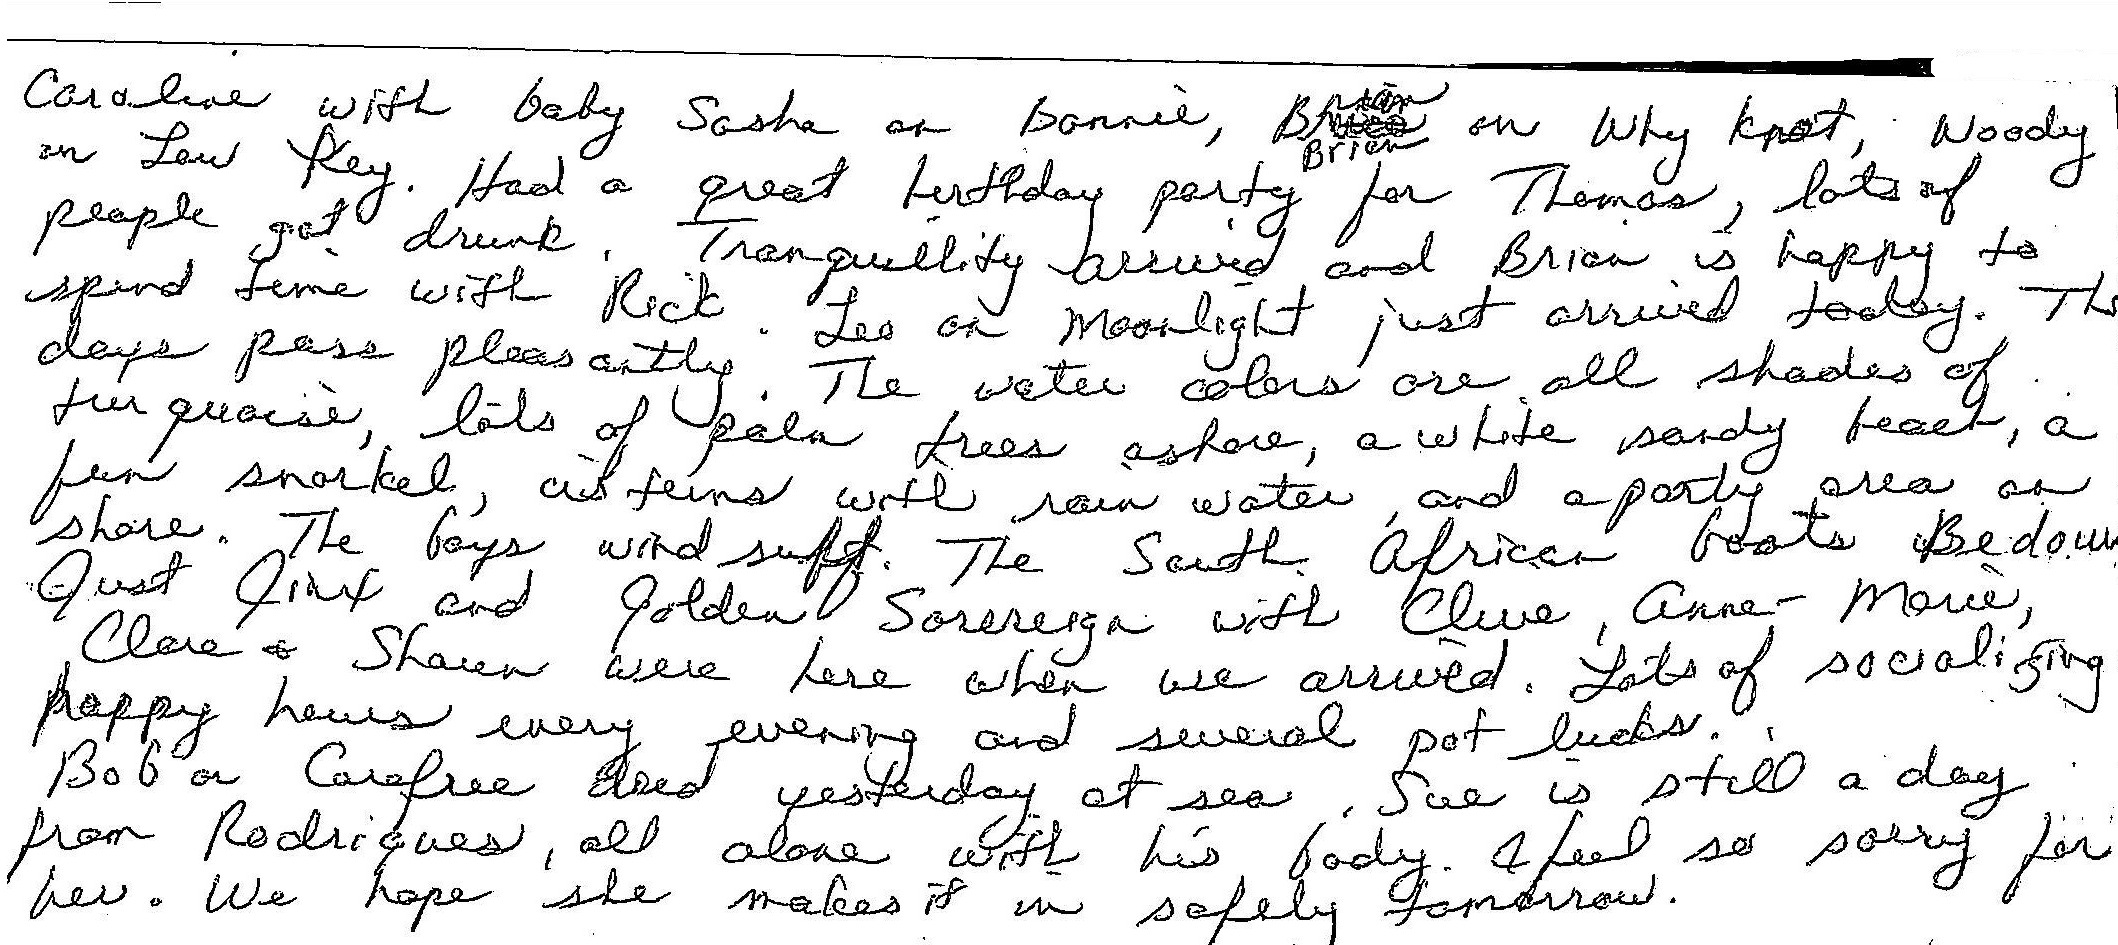 Caroline with baby Sasha on Bonnie, Brian on Why Knot, Woody
Brian
on Low Key. Had a great birthday party for Thomas, lots of
people got drunk. Tranquillity arrived and Brian is happy to
spend time with Rick. Leo on Moonlight just arrived today. The
days pass pleasantly. The water colors are all shades of
turquoise, lots of palm trees ashore, a white sandy beach, a
fun snorkel, cisterns with rain water, and a party area on
shore. The boys wind surf. The South African boats Bedouin
Just Jinx and Golden Sovereign with Clive, Anne-Marie,
Clare & Shaun were here when we arrived. Lots of socializing
happy hours every evening and several pot lucks.
Bob on Carefree died yesterday at sea. Sue is still a day
from Rodrigues, all alone with his body. I feel so sorry for
her. We hope she makes it in safely tomorrow.